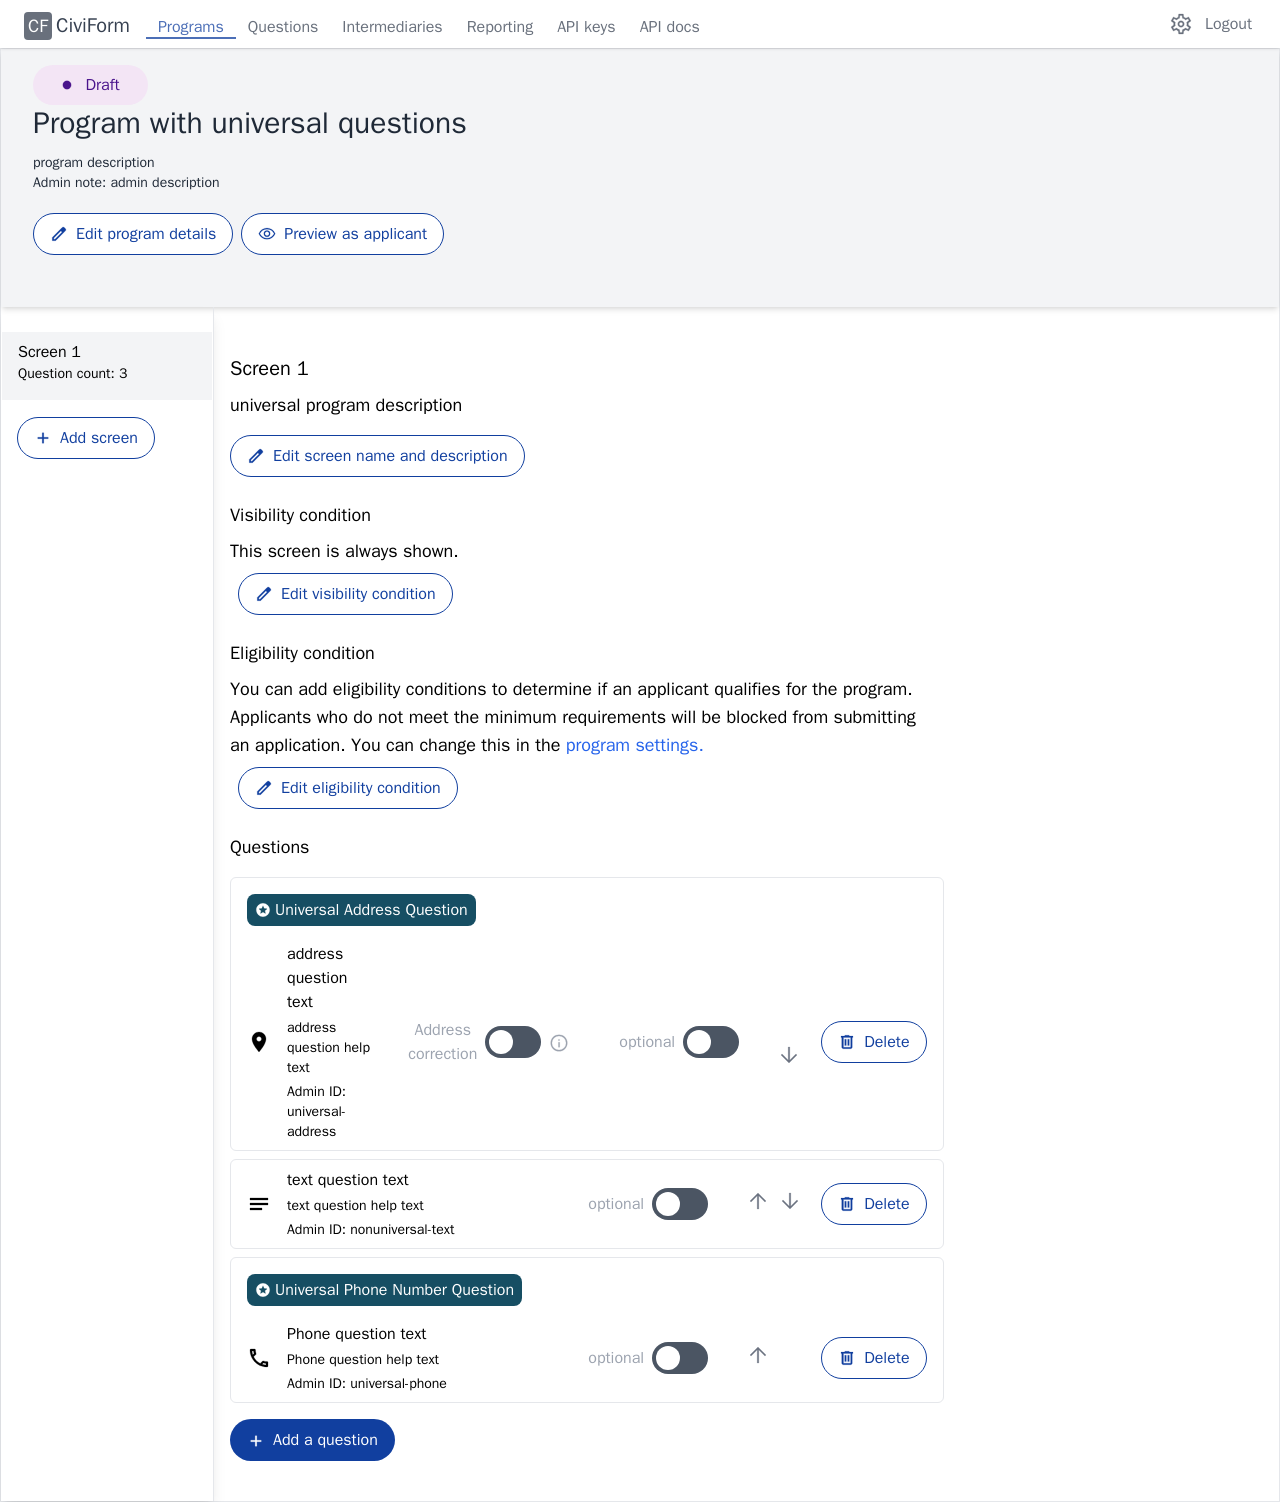 CF CiviForm Programs Questions Intermediaries Reporting API keys API docs Logout
Draft
Program with universal questions
program description
Admin note: admin description
Edit program details Preview as applicant
Screen 1
Question count: 3
Add screen
Screen 1
universal program description
Edit screen name and description
Visibility condition
This screen is always shown.
Edit visibility condition
Eligibility condition
You can add eligibility conditions to determine if an applicant qualifies for the program.
Applicants who do not meet the minimum requirements will be blocked from submitting
an application. You can change this in the program settings.
Edit eligibility condition
Questions
Universal Address Question
address
question
text
address
question help
text
Admin ID:
universal-
address
Address
correction
optional
Delete
text question text
text question help text
Admin ID: nonuniversal-text
optional
Delete
Universal Phone Number Question
Phone question text
Phone question help text
Admin ID: universal-phone
optional
Delete
Add a question